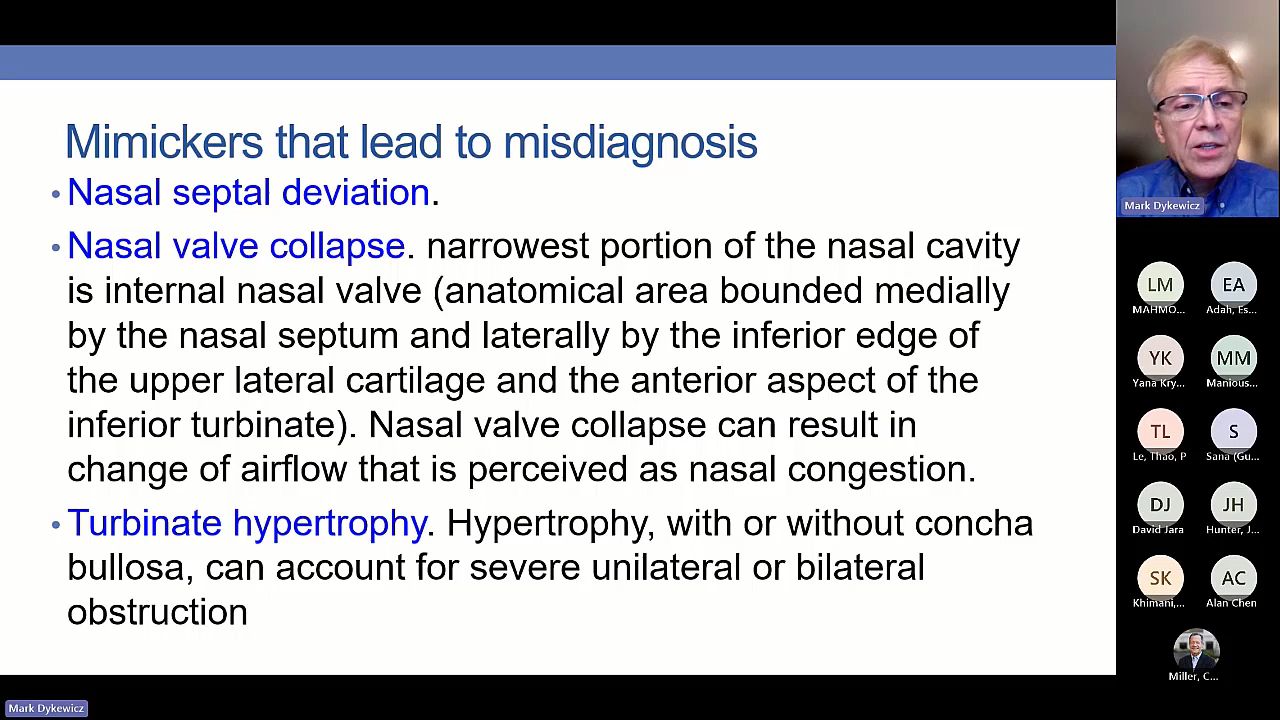 Mimickers that lead to misdiagnosis
• Nasal septal deviation.
• Nasal valve collapse. narrowest portion of the nasal cavity
is internal nasal valve (anatomical area bounded medially
by the nasal septum and laterally by the inferior edge of
the upper lateral cartilage and the anterior aspect of the
inferior turbinate). Nasal valve collapse can result in
change of airflow that is perceived as nasal congestion.
• Turbinate hypertrophy. Hypertrophy, with or without concha
bullosa, can account for severe unilateral or bilateral
obstruction
Mark Dykewicz
LM
MAHMO...
EA
Adah, Es...
YK
Yana Kry...
MM
Manious...
TL
Le, Thao, P
S
Sana (Gu...
DJ
David Jara
JH
Hunter, J...
SK
Khimani,...
AC
Alan Chen
Miller, C...
Mark Dykewicz